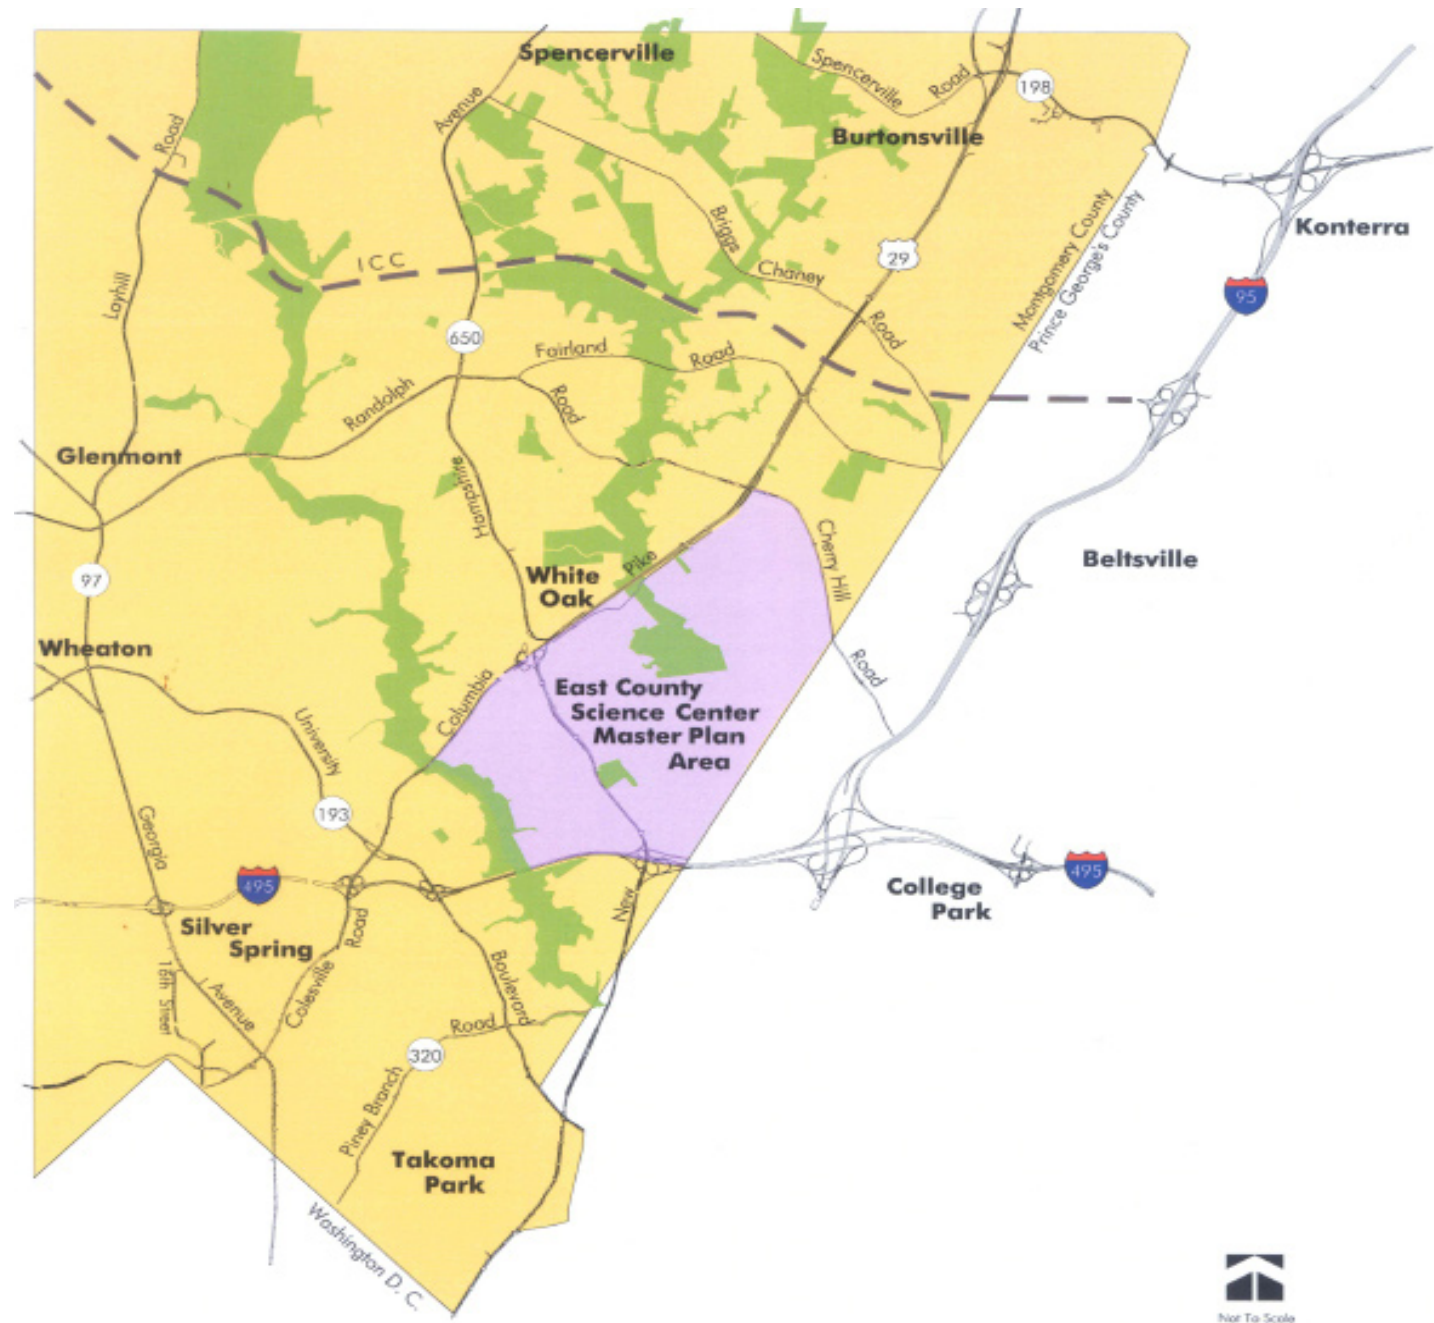 Spencerville
Spencerville
Road
198
Avenue
Burtonsville
Road
Briggs
Montgomery County
Prince George's County
Konterra
29
ICC
Chaney
95
Layhill
Road
650
Fairland
Road
Randolph
Road
Glenmont
Hampshire
Cherry Hill
Beltsville
97
White
Oak
Pike
Wheaton
Road
Columbia
East County
Science Center
Master Plan
Area
University
193
Georgia
495
495
College
Park
New
Silver
Spring
Road
16th Street
Avenue
Colesville
Boulevard
Road
320
Piney Branch
Takoma
Park
Washington D. C.
Not To Scale